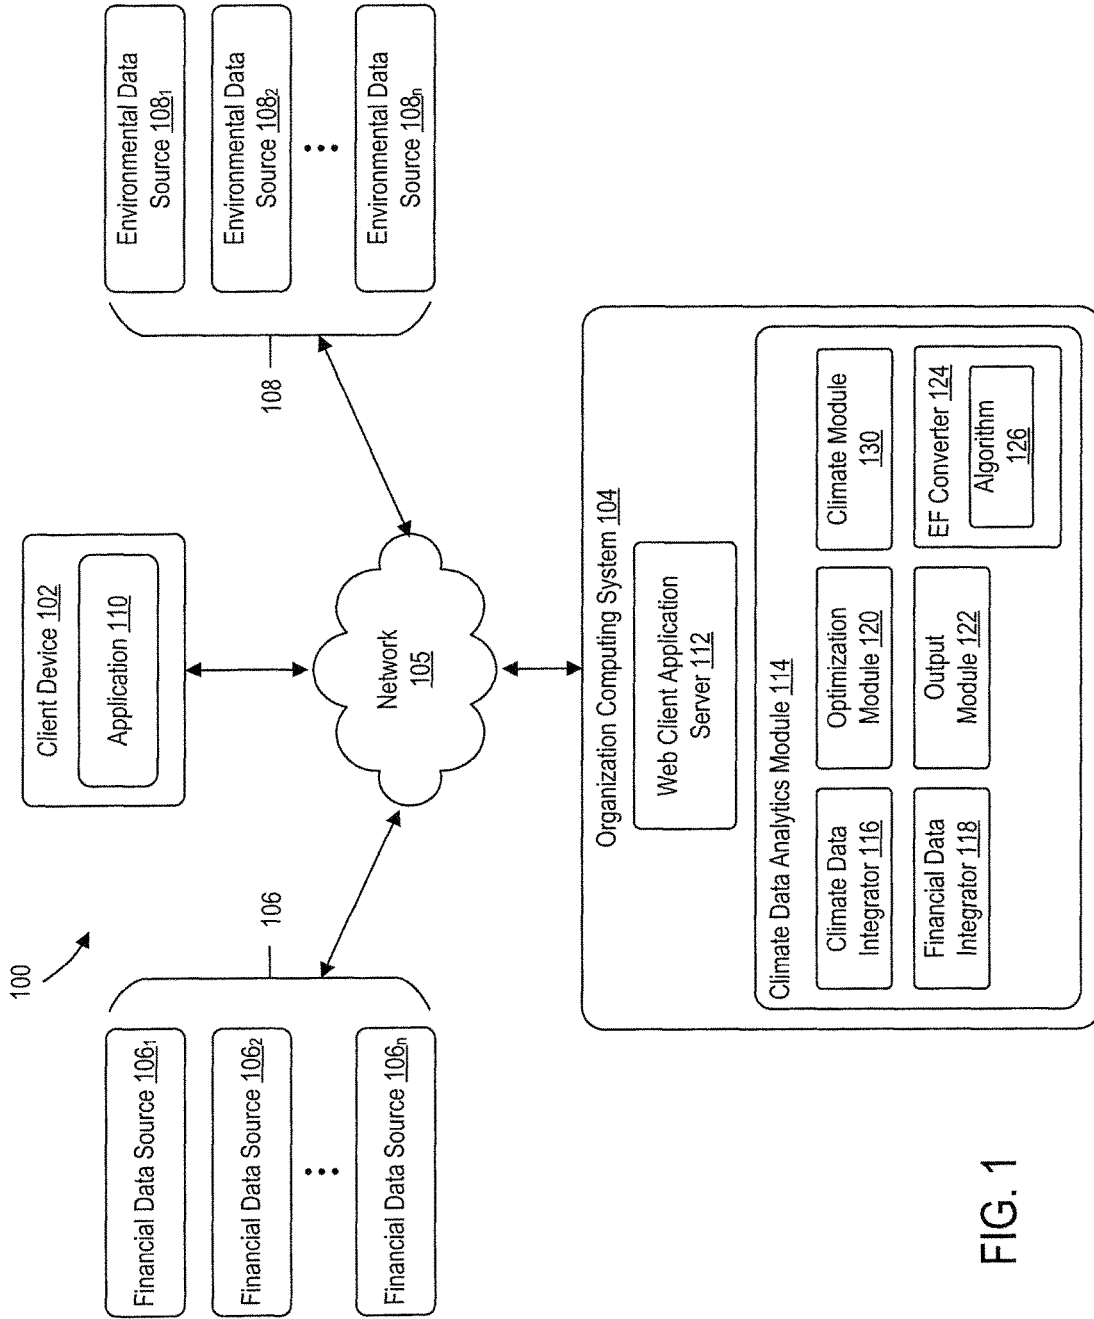 100
Client Device 102
Application 110
Financial Data Source 106₁
Financial Data Source 106₂
Financial Data Source 106ₙ
106
Network
105
108
Environmental Data
Source 108₁
Environmental Data
Source 108₂
Environmental Data
Source 108ₙ
Organization Computing System 104
Web Client Application
Server 112
Climate Data Analytics Module 114
Climate Data
Integrator 116
Optimization
Module 120
Climate Module
130
Financial Data
Integrator 118
Output
Module 122
EF Converter 124
Algorithm
126
FIG. 1